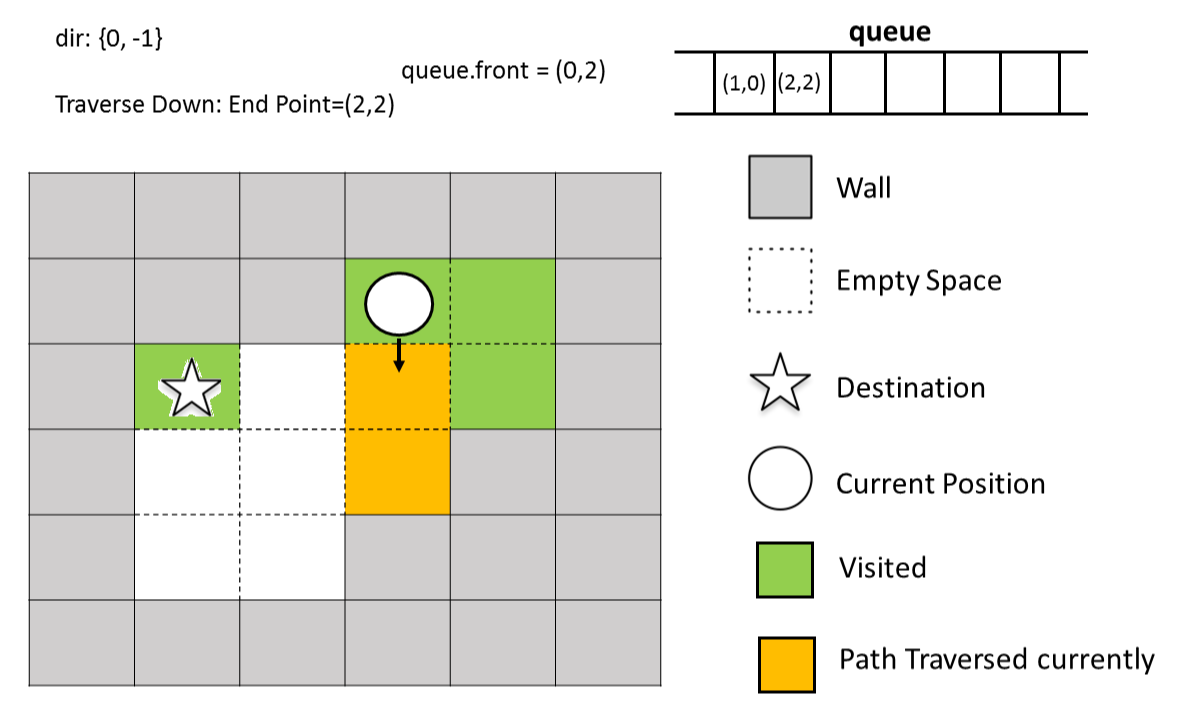 dir: {0, -1}
queue.front = (0,2)
Traverse Down: End Point=(2,2)
queue
(1,0) (2,2)
Wall
Empty Space
Destination
Current Position
Visited
Path Traversed currently